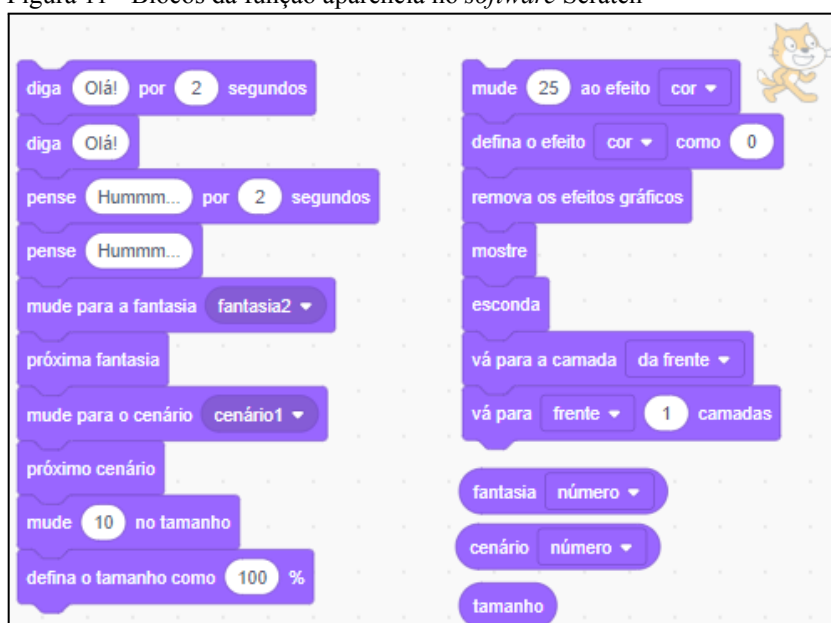 Figura 11 - Blocos da função aparência no software Scratch
diga Olá! por 2 segundos
diga Olá!
pense Hummm... por 2 segundos
pense Hummm...
mude para a fantasia fantasia2
próxima fantasia
mude para o cenário cenário1
próximo cenário
mude 10 no tamanho
defina o tamanho como 100 %
mude 25 ao efeito cor
defina o efeito cor como 0
remova os efeitos gráficos
mostre
esconda
vá para a camada da frente
vá para frente 1 camadas
fantasia número
cenário número
tamanho